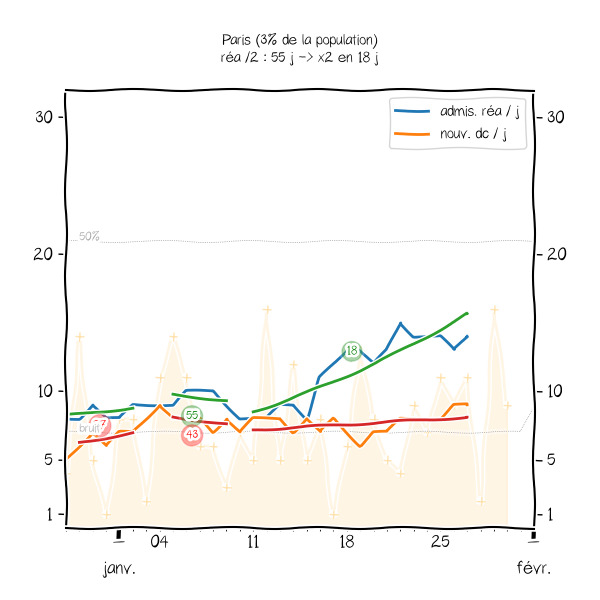 Paris (3% de la population)
réa /2 : 55 j -> x2 en 18 j
admis. réa / j
nouv. dc / j
30
30
50%
20
20
18
10
10
55
bruit
43
5
5
1
1
04
11
18
25
janv.
févr.